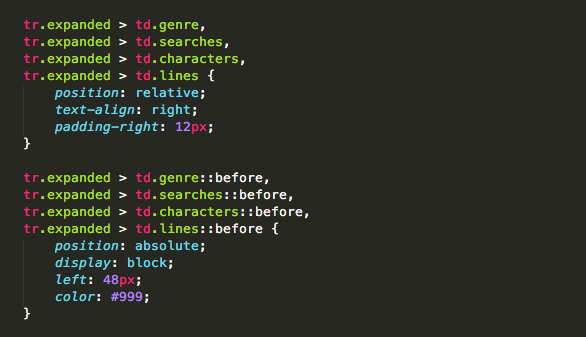 tr.expanded > td.genre,
tr.expanded > td.searches,
tr.expanded > td.characters,
tr.expanded > td.lines {
    position: relative;
    text-align: right;
    padding-right: 12px;
}

tr.expanded > td.genre::before,
tr.expanded > td.searches::before,
tr.expanded > td.characters::before,
tr.expanded > td.lines::before {
    position: absolute;
    display: block;
    left: 48px;
    color: #999;
}